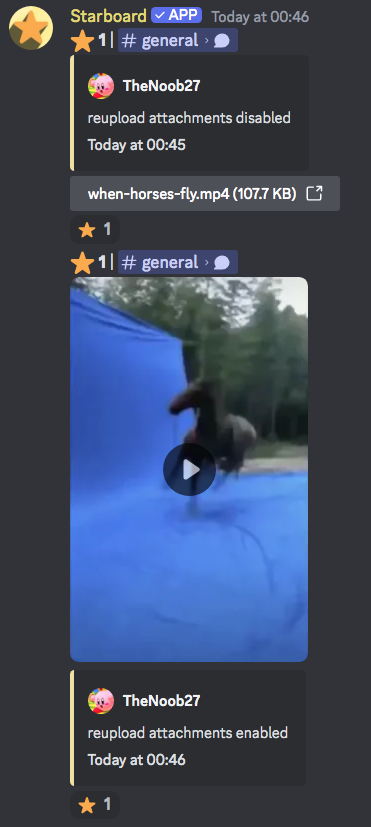 Starboard APP Today at 00:46
1 | # general ›
TheNoob27
reupload attachments disabled
Today at 00:45
when-horses-fly.mp4 (107.7 KB)
1
1 | # general ›
TheNoob27
reupload attachments enabled
Today at 00:46
1